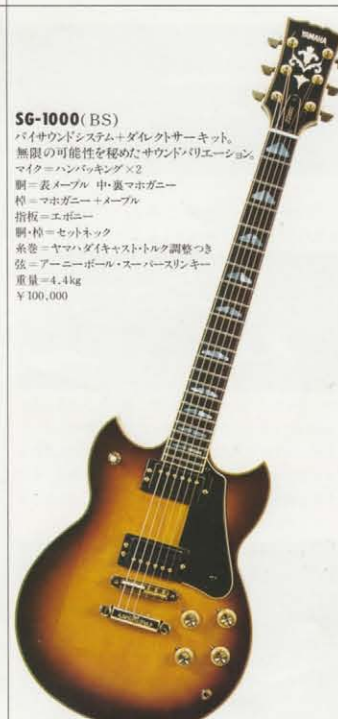 YAMAHA
SG-1000(BS)
バイサウンドシステム+ダイレクトサーキット。
無限の可能性を秘めたサウンドバリエーション。
マイク=ハンバッキング×2
胴=表メープル 中・裏マホガニー
棹=マホガニー+メープル
指板=エボニー
胴・棹=セットネック
糸巻=ヤマハダイキャスト・トルク調整つき
弦=アーニーボール・スーパースリンキー
重量=4.4kg
¥100,000